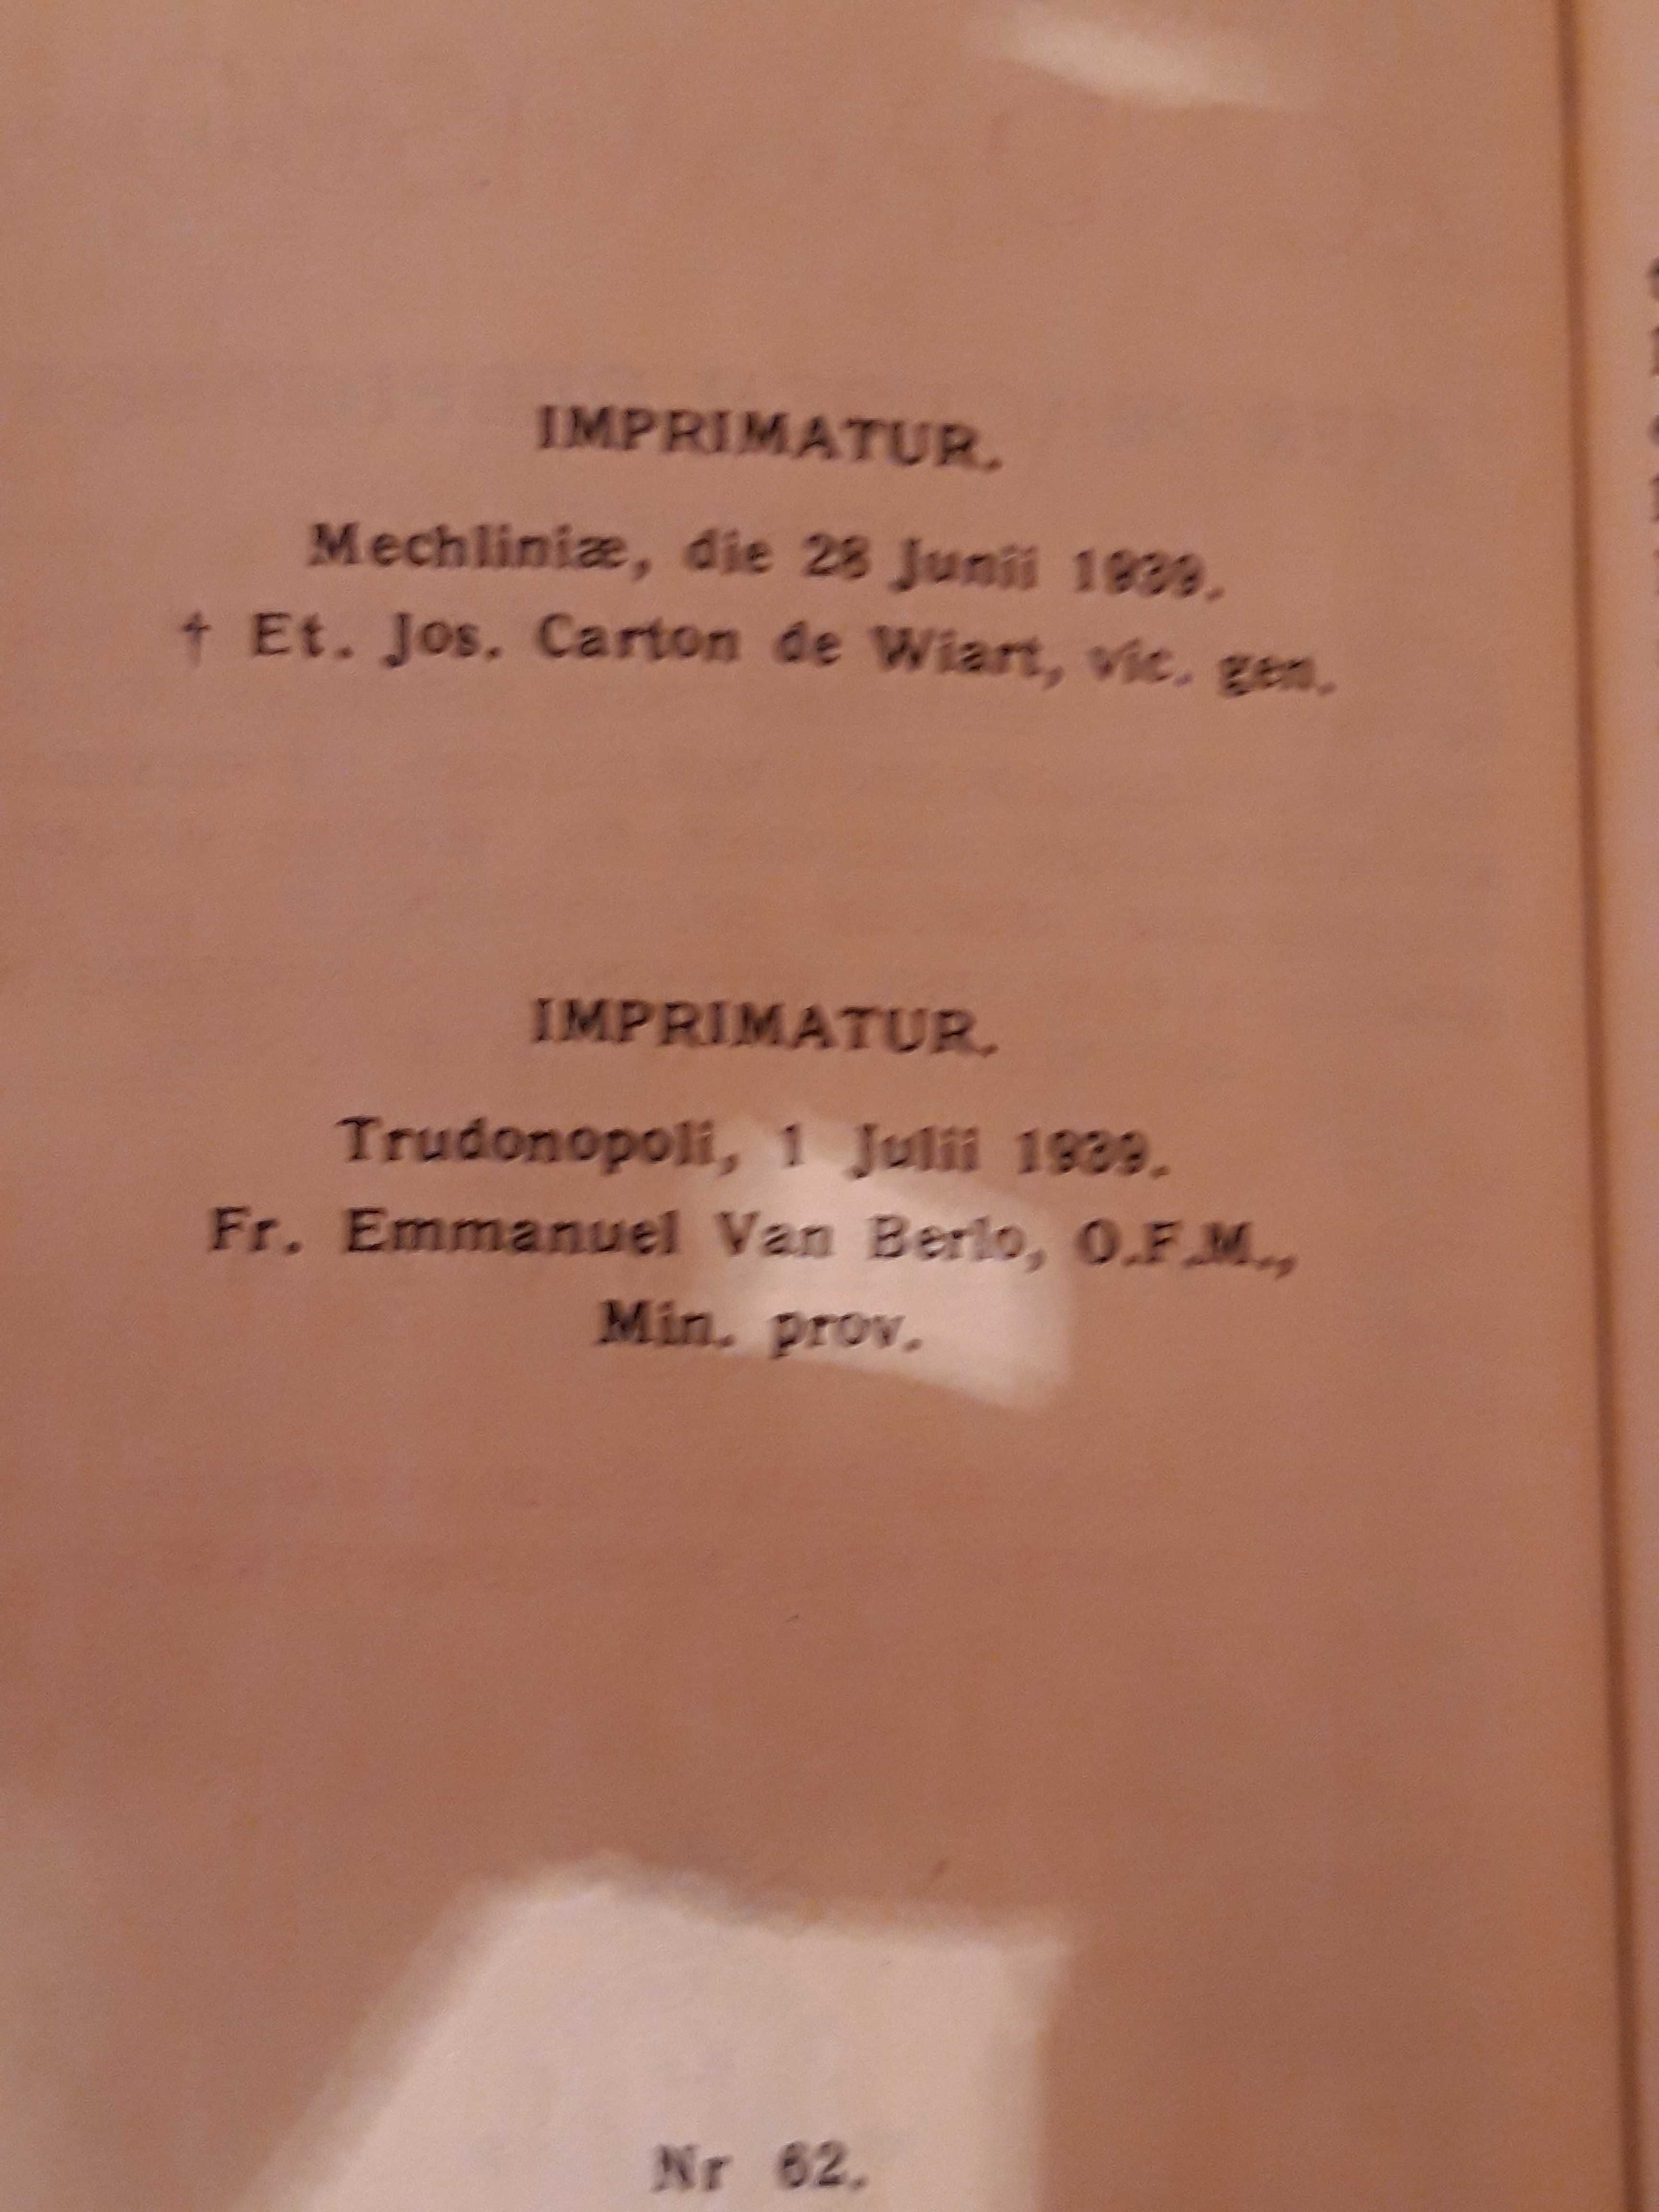 IMPRIMATUR.
Mechliniæ, die 28 Junii 1939.
† Et. Jos. Carton de Wiart, vic. gen.
IMPRIMATUR.
Trudonopoli, 1 Julii 1939.
Fr. Emmanuel Van Berlo, O.F.M.,
Min. prov.
Nr 62.